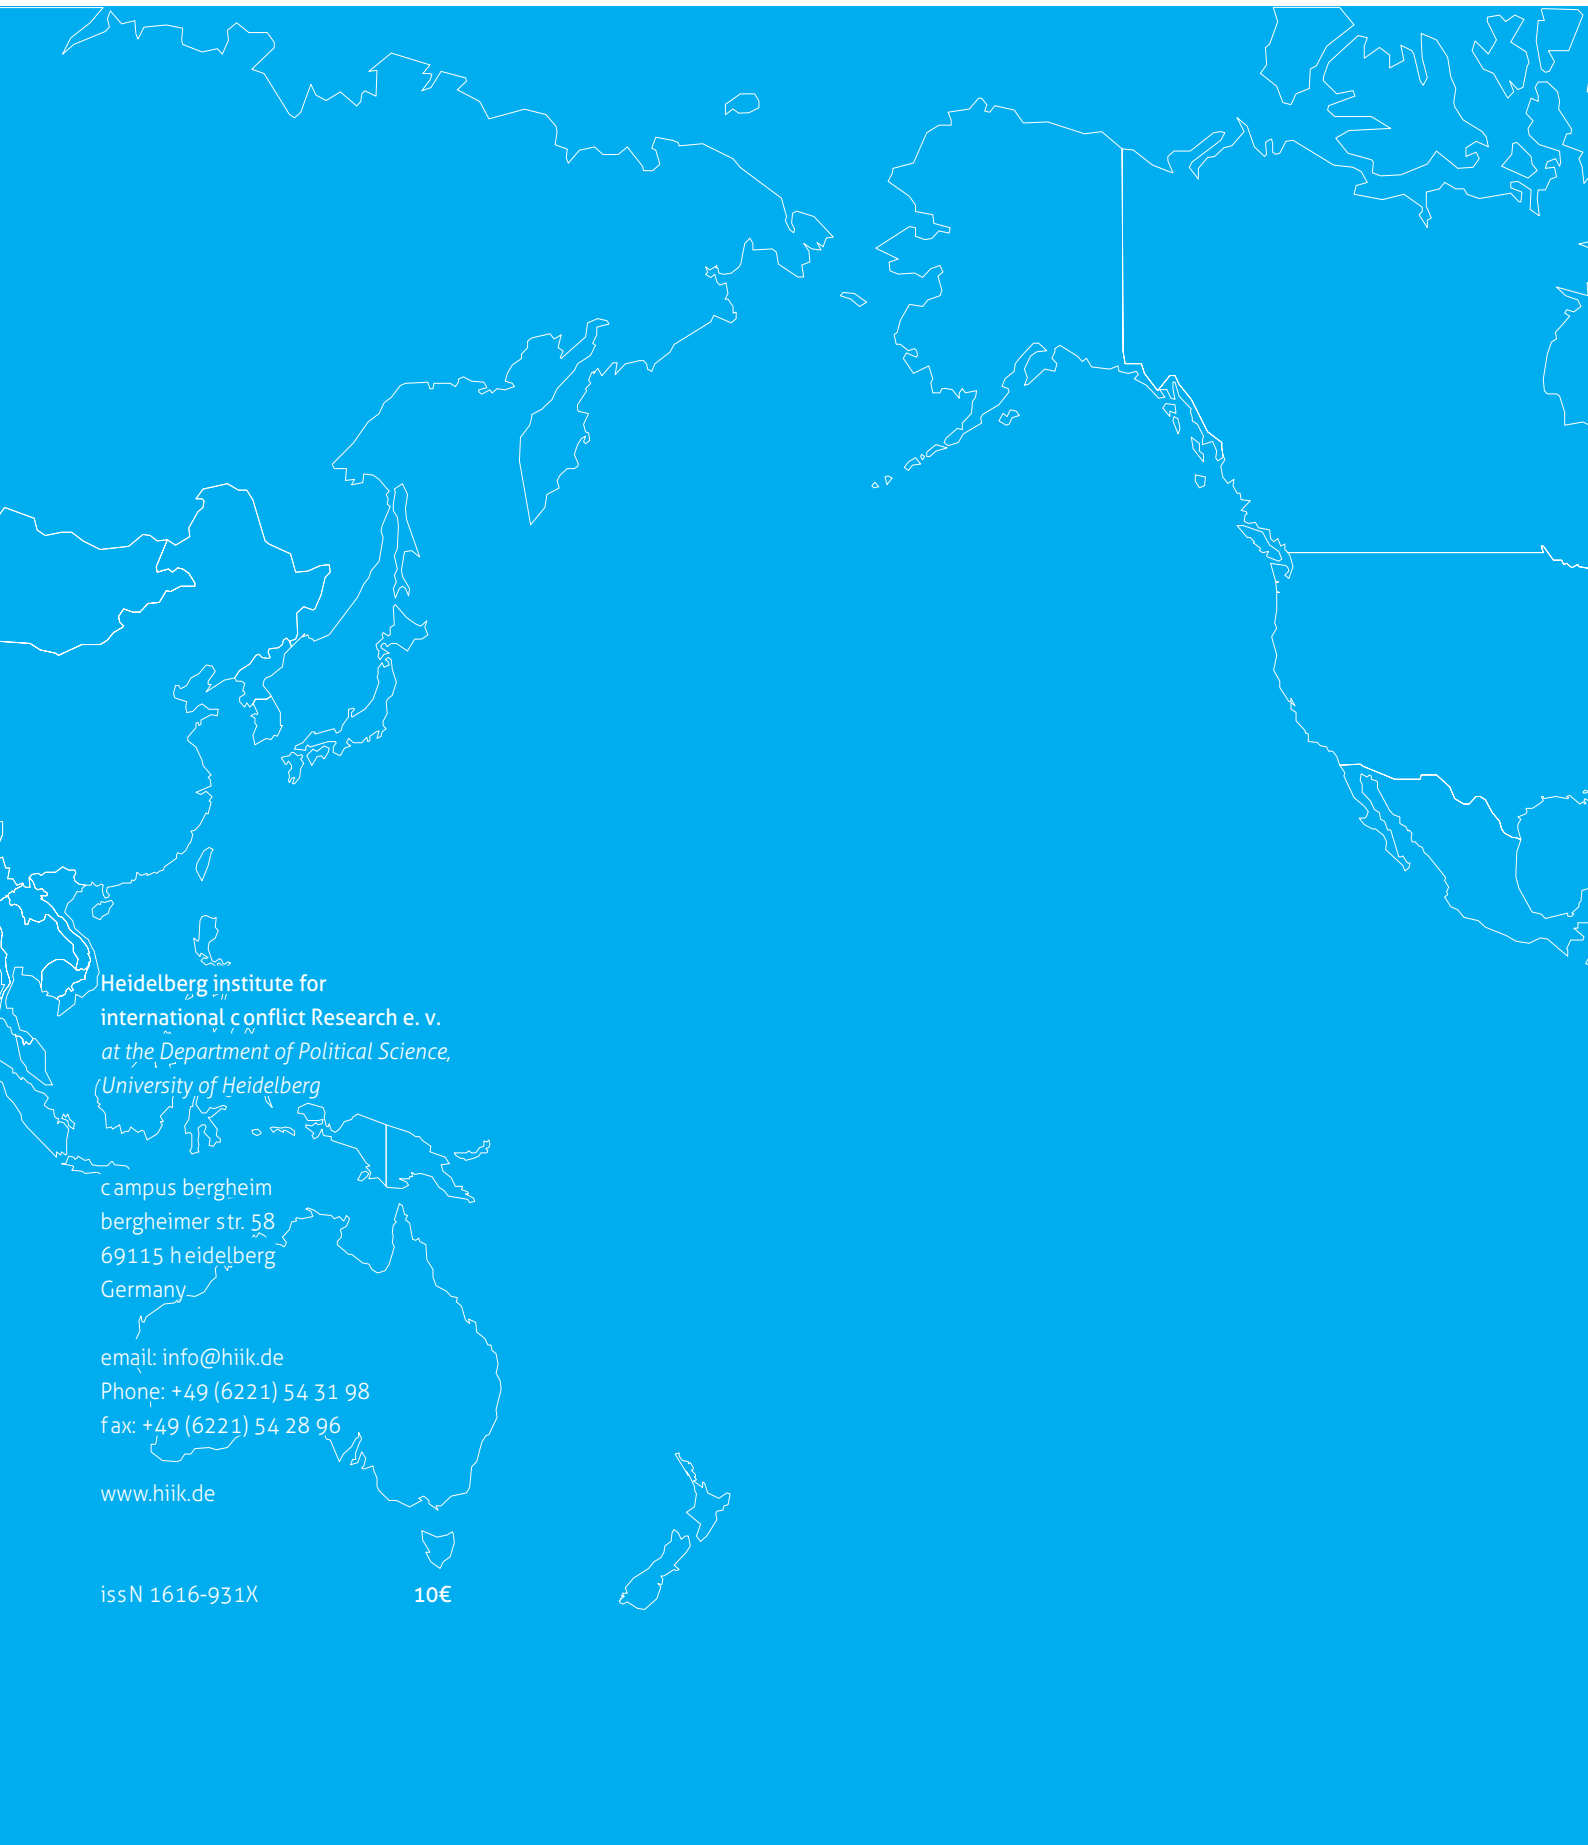 Heidelberg institute for
international conflict Research e. v.
at the Department of Political Science,
University of Heidelberg
campus bergheim
bergheimer str. 58
69115 heidelberg
Germany
email: info@hiik.de
Phone: +49 (6221) 54 31 98
fax: +49 (6221) 54 28 96
www.hiik.de
issN 1616-931X 10€